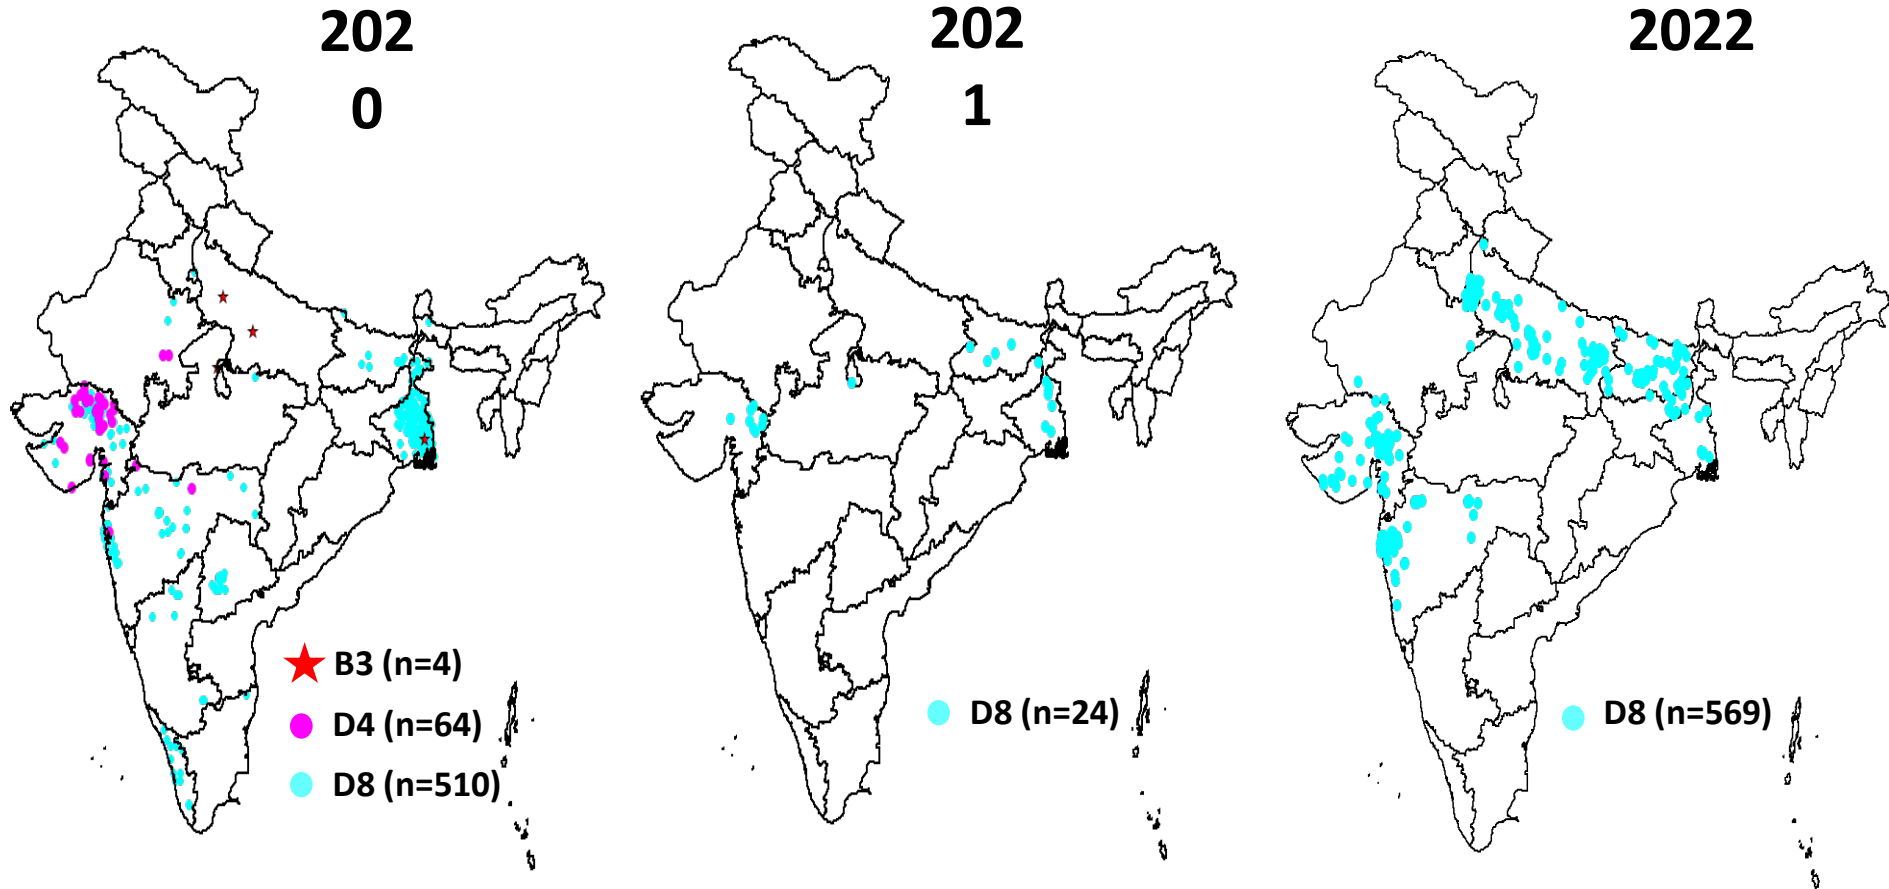 202
0
B3 (n=4)
D4 (n=64)
D8 (n=510)
202
1
D8 (n=24)
2022
D8 (n=569)